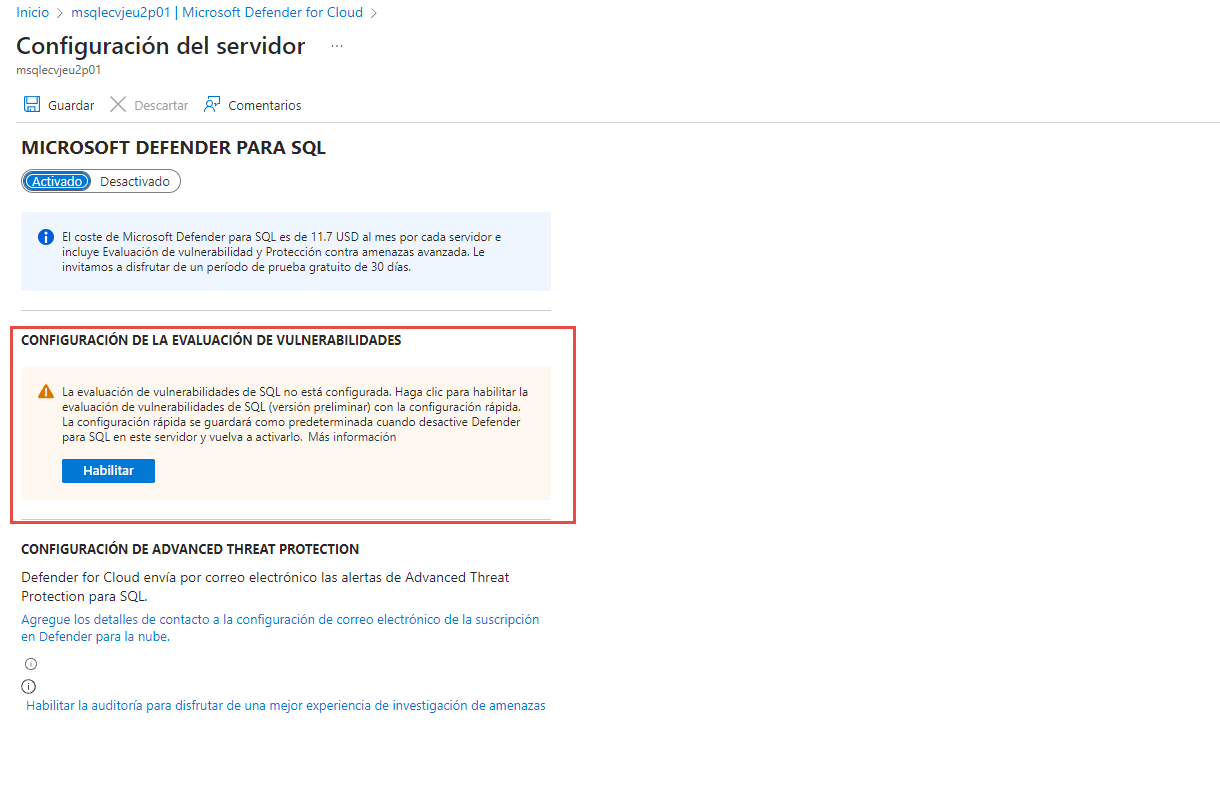 Inicio > msqlecvjeu2p01 | Microsoft Defender for Cloud >
Configuración del servidor ...
msqlecvjeu2p01
Guardar Descartar Comentarios
MICROSOFT DEFENDER PARA SQL
Activado Desactivado
El coste de Microsoft Defender para SQL es de 11.7 USD al mes por cada servidor e
incluye Evaluación de vulnerabilidad y Protección contra amenazas avanzada. Le
invitamos a disfrutar de un período de prueba gratuito de 30 días.
CONFIGURACIÓN DE LA EVALUACIÓN DE VULNERABILIDADES
La evaluación de vulnerabilidades de SQL no está configurada. Haga clic para habilitar la
evaluación de vulnerabilidades de SQL (versión preliminar) con la configuración rápida.
La configuración rápida se guardará como predeterminada cuando desactive Defender
para SQL en este servidor y vuelva a activarlo. Más información
Habilitar
CONFIGURACIÓN DE ADVANCED THREAT PROTECTION
Defender for Cloud envía por correo electrónico las alertas de Advanced Threat
Protection para SQL.
Agregue los detalles de contacto a la configuración de correo electrónico de la suscripción
en Defender para la nube.
Habilitar la auditoría para disfrutar de una mejor experiencia de investigación de amenazas